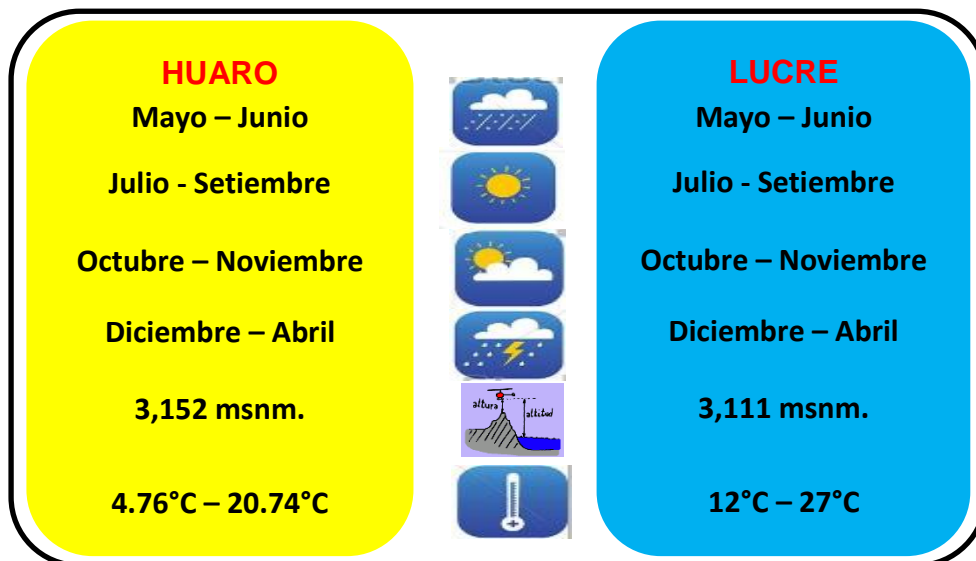 HUARO
Mayo – Junio
Julio - Setiembre
Octubre – Noviembre
Diciembre – Abril
3,152 msnm.
4.76°C – 20.74°C
altura
altitud
LUCRE
Mayo – Junio
Julio - Setiembre
Octubre – Noviembre
Diciembre – Abril
3,111 msnm.
12°C – 27°C